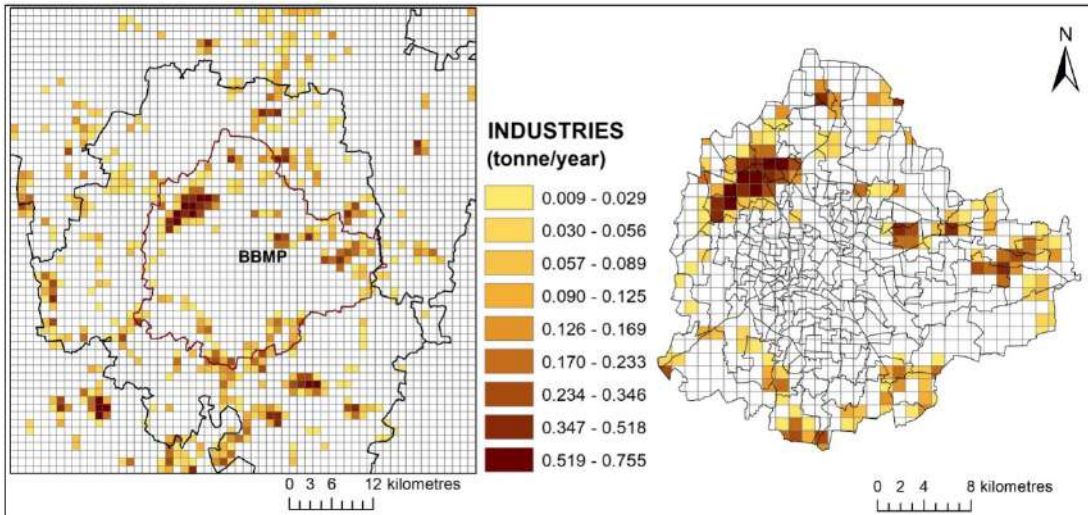 BBMP
INDUSTRIES
(tonne/year)
0.009 - 0.029
0.030 - 0.056
0.057 - 0.089
0.090 - 0.125
0.126 - 0.169
0.170 - 0.233
0.234 - 0.346
0.347 - 0.518
0.519 - 0.755
0 3 6 12 kilometres
N
0 2 4 8 kilometres